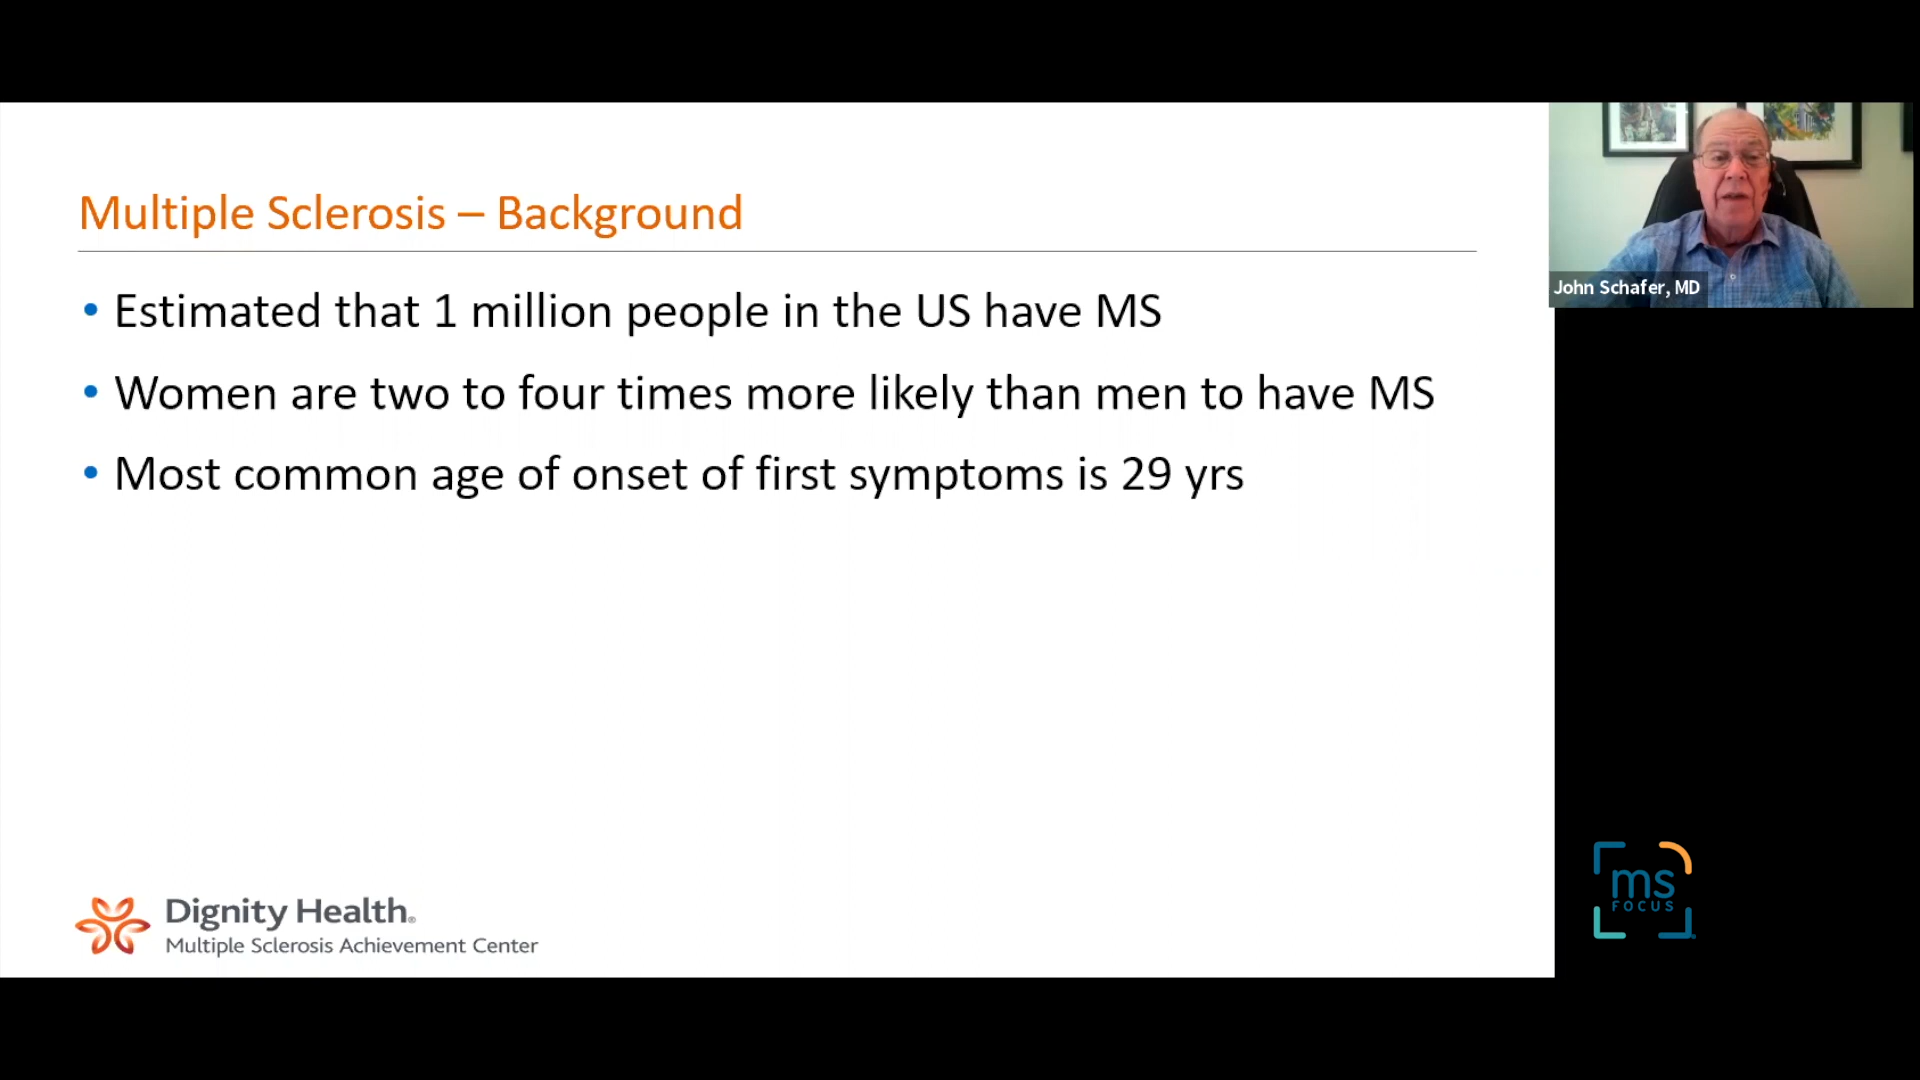 Multiple Sclerosis – Background
• Estimated that 1 million people in the US have MS
• Women are two to four times more likely than men to have MS
• Most common age of onset of first symptoms is 29 yrs
John Schafer, MD
Dignity Health®
Multiple Sclerosis Achievement Center
ms
FOCUS